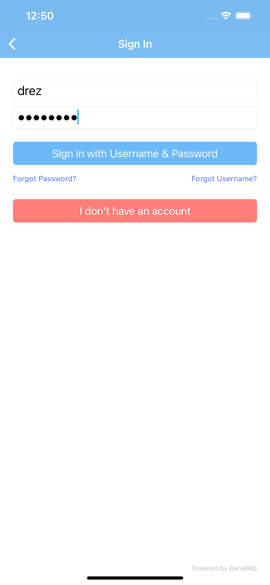 12:50
Sign In
drez
Sign in with Username & Password
Forgot Password? Forgot Username?
I don't have an account
Powered by GenieMD